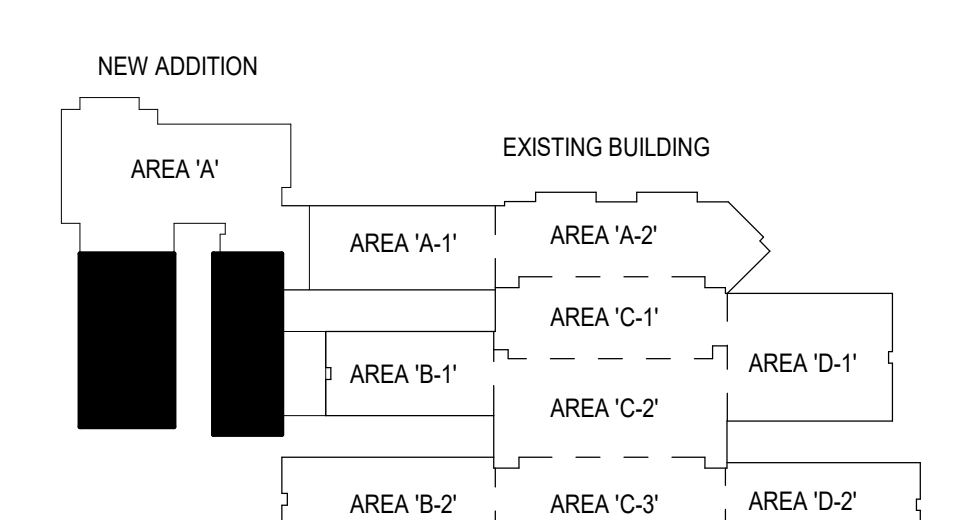 NEW ADDITION
EXISTING BUILDING
AREA 'A'
AREA 'A-1'
AREA 'A-2'
AREA 'C-1'
AREA 'B-1'
AREA 'D-1'
AREA 'C-2'
AREA 'B-2'
AREA 'C-3'
AREA 'D-2'